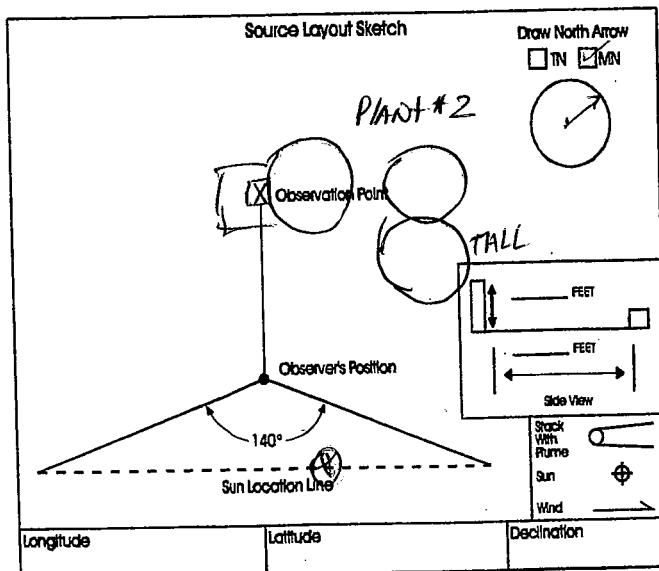 Source Layout Sketch
Draw North Arrow
TN MN
PLANT #2
X Observation Point
TALL
FEET
FEET
Side View
Observer's Position
140°
Sun Location Line
Stack
With
Plume
Sun
Wind
Longitude
Latitude
Declination